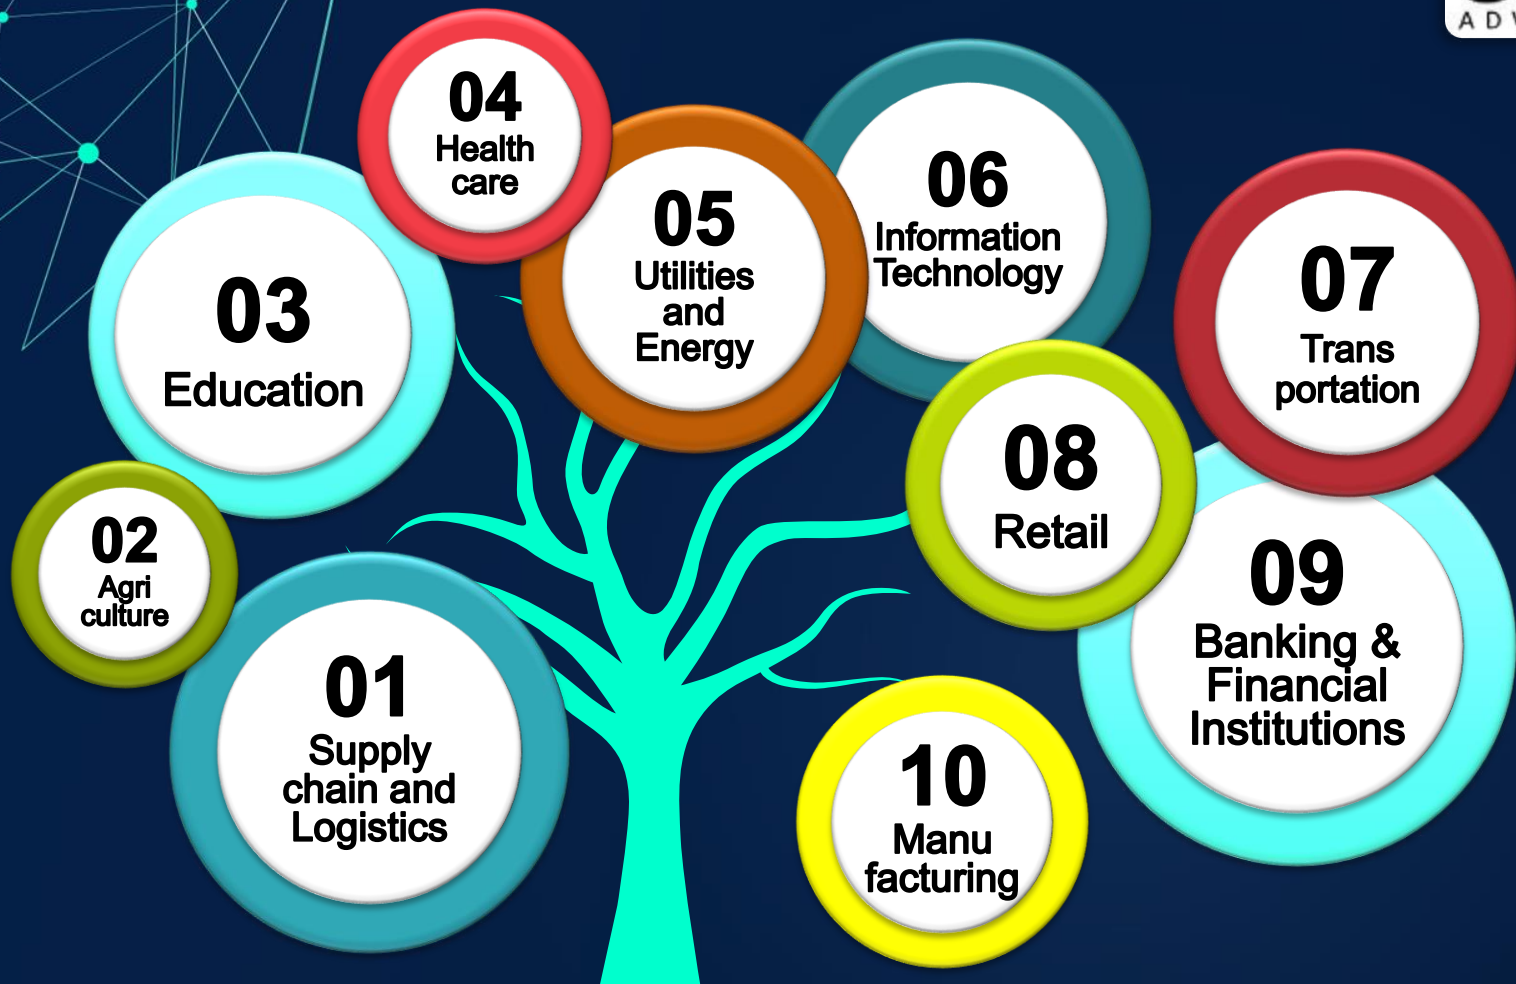 04
Health
care
05
Utilities
and
Energy
06
Information
Technology
07
Trans
portation
03
Education
08
Retail
02
Agri
culture
09
Banking &
Financial
Institutions
01
Supply
chain and
Logistics
10
Manu
facturing